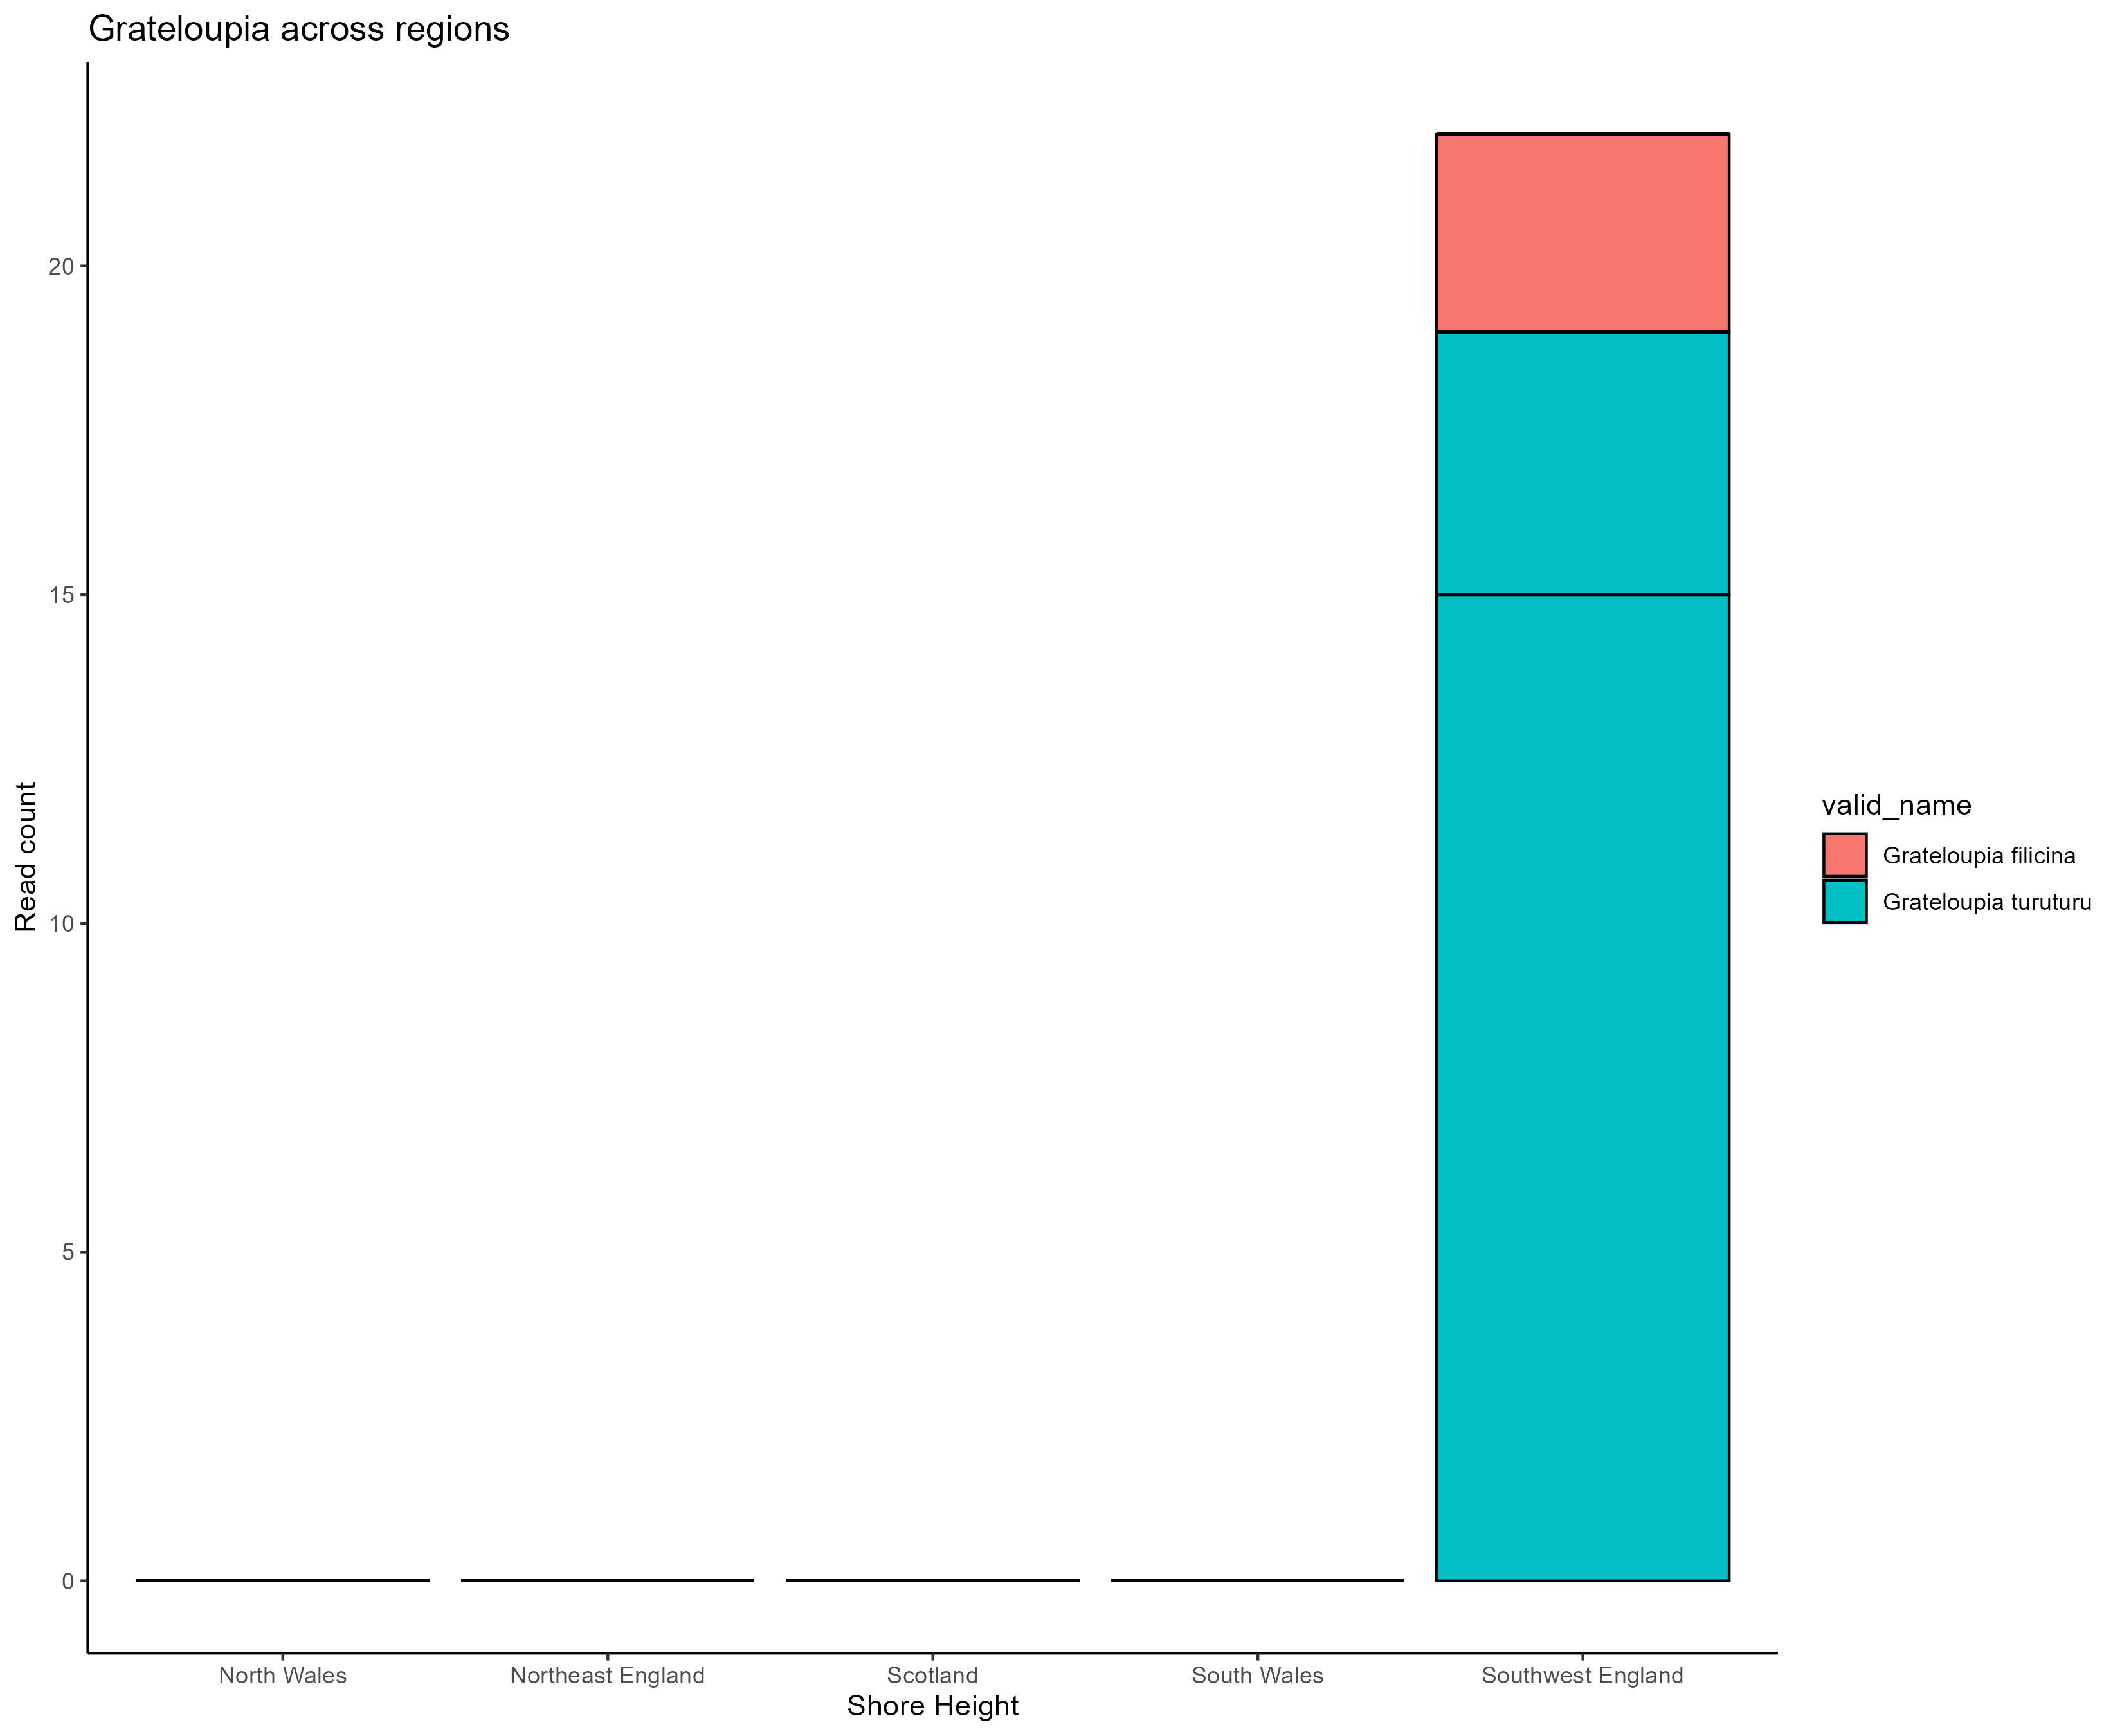 Grateloupia across regions
Read count
20
15
10
5
0
North Wales
Northeast England
Scotland
South Wales
Southwest England
Shore Height
valid_name
Grateloupia filicina
Grateloupia turuturu